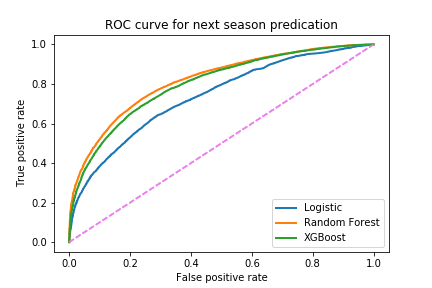 ROC curve for next season predication
True positive rate
1.0
0.8
0.6
0.4
0.2
0.0
0.0 0.2 0.4 0.6 0.8 1.0
False positive rate
Logistic
Random Forest
XGBoost